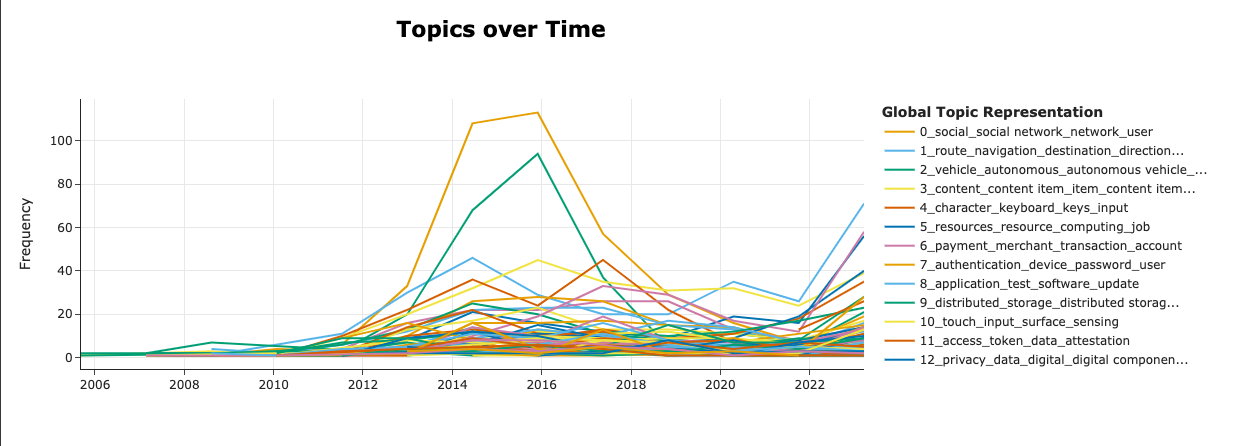 Topics over Time
Frequency
100
80
60
40
20
0
2006 2008 2010 2012 2014 2016 2018 2020 2022
Global Topic Representation
0_social_social network_network_user
1_route_navigation_destination_direction...
2_vehicle_autonomous_autonomous vehicle_...
3_content_content item_item_content item...
4_character_keyboard_keys_input
5_resources_resource_computing_job
6_payment_merchant_transaction_account
7_authentication_device_password_user
8_application_test_software_update
9_distributed_storage_distributed storag...
10_touch_input_surface_sensing
11_access_token_data_attestation
12_privacy_data_digital_digital componen...